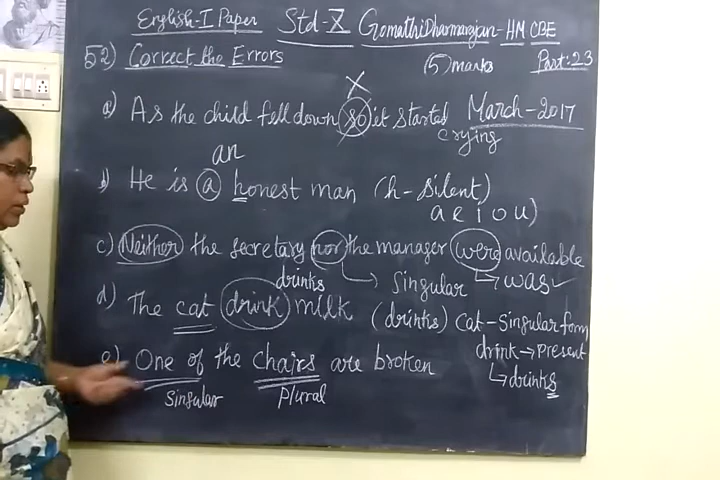 English-I Paper Std-X Gomathi Dharmarajan-HM CBE
52) Correct the Errors (5) marks Part:23
X
a) As the child fell down so it started March-2017
crying
an
b) He is a honest man (h-silent)
a e i o u)
c) Neither the secretary nor the manager were available
drinks singular was
d) The cat drink milk (drinks) cat-singular form
drink→present
drinks
e) One of the chairs are broken
singular plural